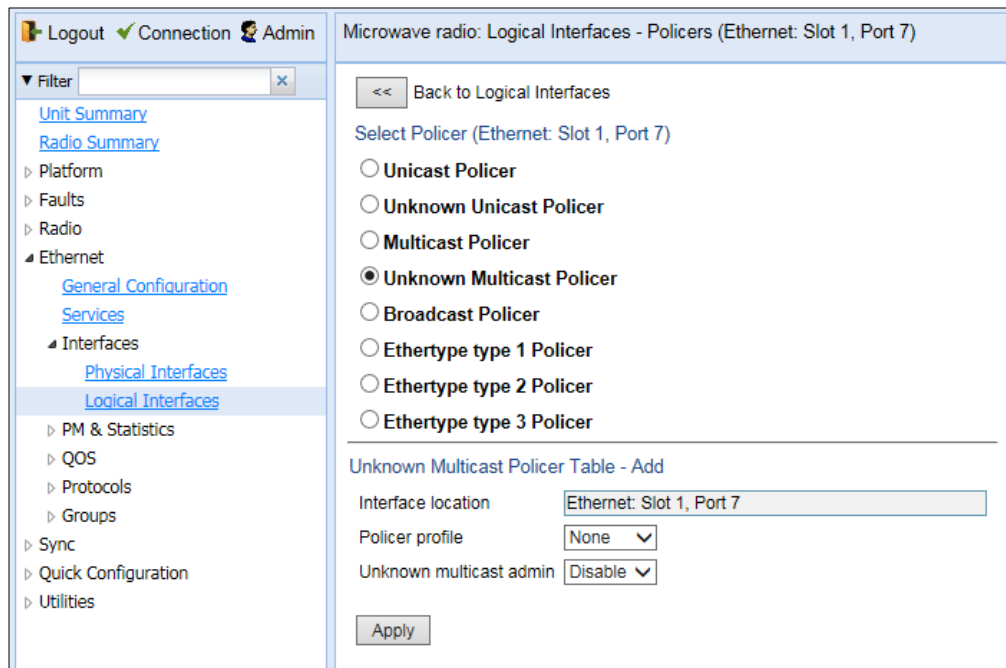 Logout Connection Admin
Filter
Unit Summary
Radio Summary
Platform
Faults
Radio
Ethernet
General Configuration
Services
Interfaces
Physical Interfaces
Logical Interfaces
PM & Statistics
QOS
Protocols
Groups
Sync
Quick Configuration
Utilities
Microwave radio: Logical Interfaces - Policers (Ethernet: Slot 1, Port 7)
<< Back to Logical Interfaces
Select Policer (Ethernet: Slot 1, Port 7)
Unicast Policer
Unknown Unicast Policer
Multicast Policer
Unknown Multicast Policer
Broadcast Policer
Ethertype type 1 Policer
Ethertype type 2 Policer
Ethertype type 3 Policer
Unknown Multicast Policer Table - Add
Interface location Ethernet: Slot 1, Port 7
Policer profile None
Unknown multicast admin Disable
Apply